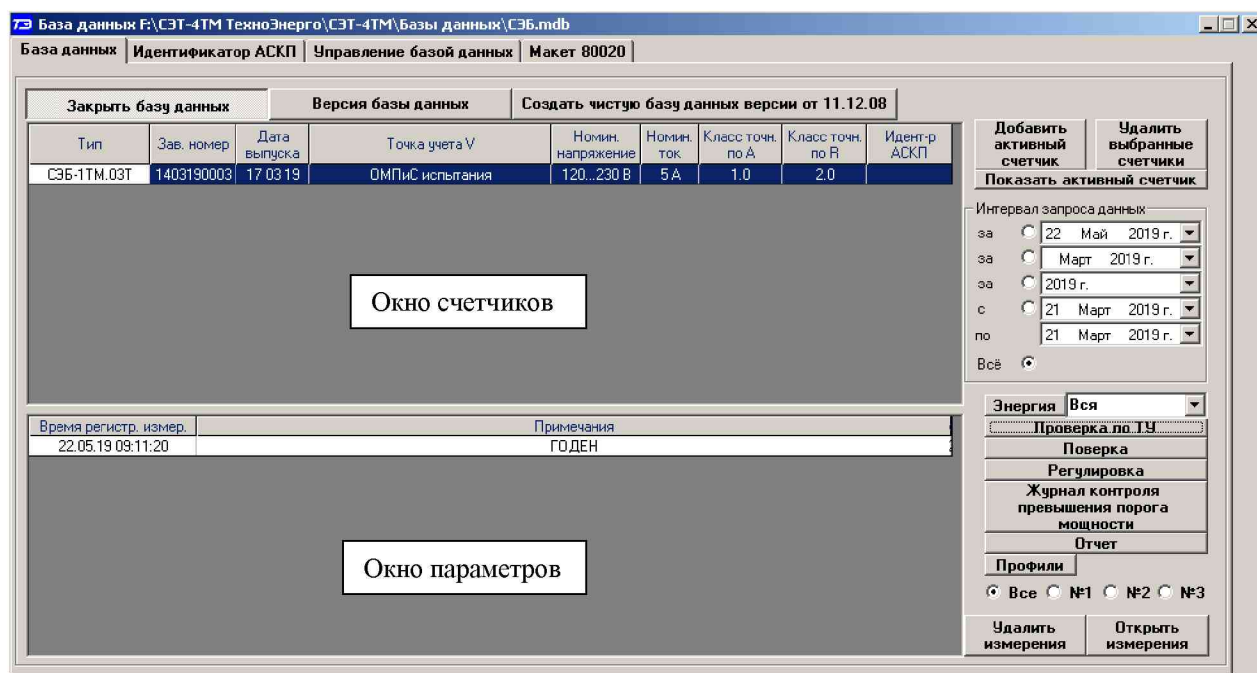 ТЭ База данных F:\СЭТ-4ТМ ТехноЭнерго\СЭТ-4ТМ\Базы данных\СЭБ.mdb
База данных Идентификатор АСКП Управление базой данных Макет 80020
Закрыть базу данных Версия базы данных Создать чистую базу данных версии от 11.12.08
Тип Зав. номер Дата выпуска Точка учета V Номин. напряжение Номин. ток Класс точн. по A Класс точн. по R Идент-р АСКП
СЭБ-1ТМ.03Т 1403190003 17 03 19 ОМПиС испытания 120...230 В 5 А 1.0 2.0
Окно счетчиков
Время регистр. измер. Примечания
22.05.19 09:11:20 ГОДЕН
Окно параметров
Добавить активный счетчик
Удалить выбранные счетчики
Показать активный счетчик
Интервал запроса данных
за 22 Май 2019 г.
за Март 2019 г.
за 2019 г.
с 21 Март 2019 г.
по 21 Март 2019 г.
Всё
Энергия Вся
Проверка по ТУ
Поверка
Регулировка
Журнал контроля
превышения порога
мощности
Отчет
Профили
Все №1 №2 №3
Удалить измерения
Открыть измерения